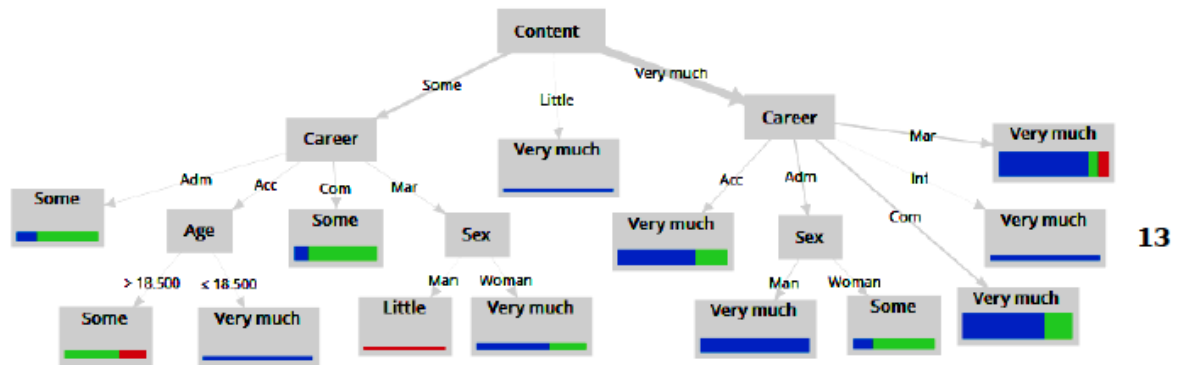 Content
Some
Little
Very much
Career
Very much
Career
Mar
Very much
Adm
Acc
Com
Mar
Acc
Adm
Com
Inf
Some
Age
Some
Sex
Very much
Sex
Very much
13
> 18.500
≤ 18.500
Man
Woman
Man
Woman
Some
Very much
Little
Very much
Very much
Some
Very much